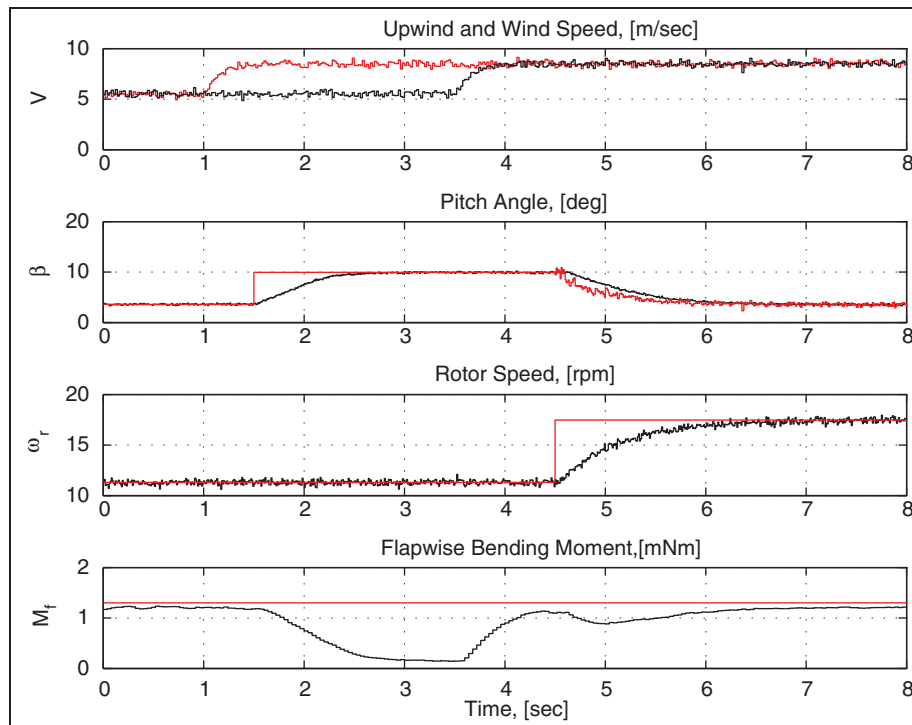 Upwind and Wind Speed, [m/sec]
10
5
0
V
0 1 2 3 4 5 6 7 8
Pitch Angle, [deg]
20
10
0
β
0 1 2 3 4 5 6 7 8
Rotor Speed, [rpm]
20
15
10
ω_r
0 1 2 3 4 5 6 7 8
Flapwise Bending Moment,[mNm]
2
1
0
M_f
0 1 2 3 4 5 6 7 8
Time, [sec]